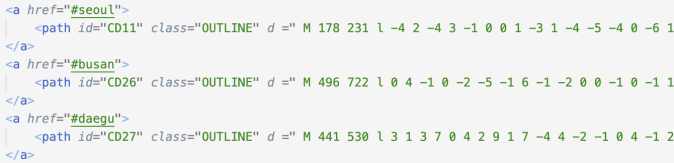 <a href="#seoul">
<path id="CD11" class="OUTLINE" d =" M 178 231 l -4 2 -4 3 -1 0 0 1 -3 1 -4 -5 -4 0 -6 1
</a>
<a href="#busan">
<path id="CD26" class="OUTLINE" d =" M 496 722 l 0 4 -1 0 -2 -5 -1 6 -1 -2 0 0 -1 0 -1 1
</a>
<a href="#daegu">
<path id="CD27" class="OUTLINE" d =" M 441 530 l 3 1 3 7 0 4 2 9 1 7 -4 4 -2 -1 0 4 -1 2
</a>